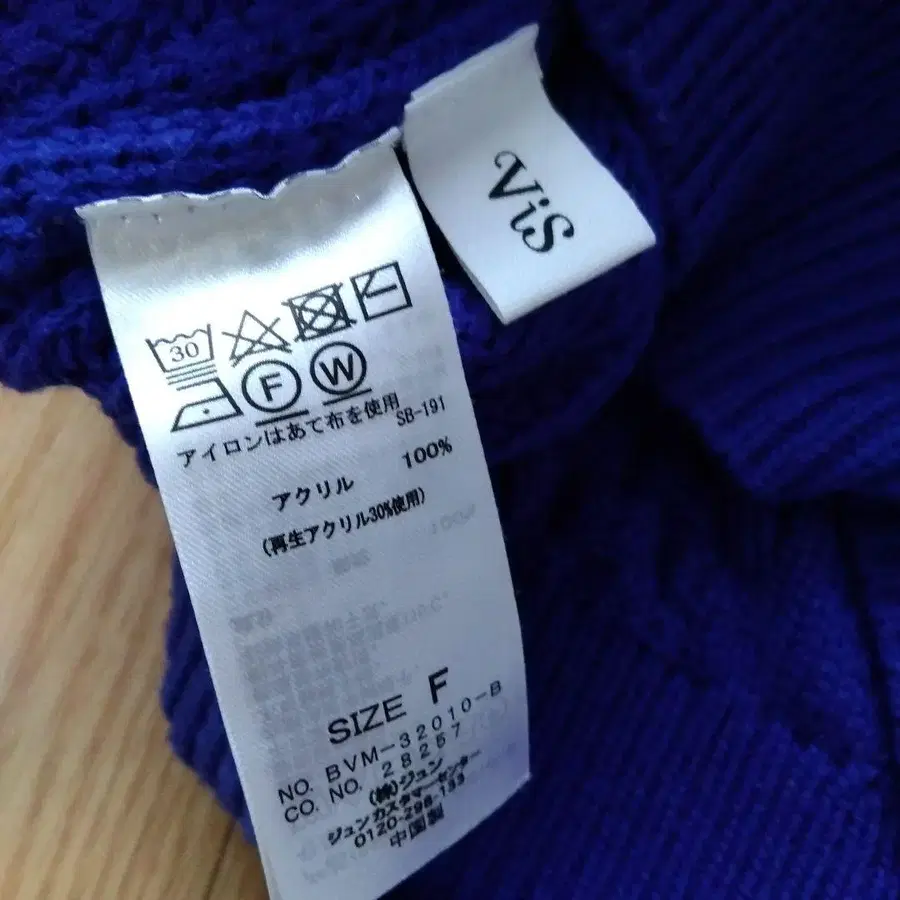 ViS
30
F W
アイロンはあて布を使用
SB-191
アクリル 100%
(再生アクリル30%使用)
SIZE F
NO. BVM-32010-B
CO. NO. 28257
(株)ジュン
ジュンカスタマーセンター
0120-298-133
中国製